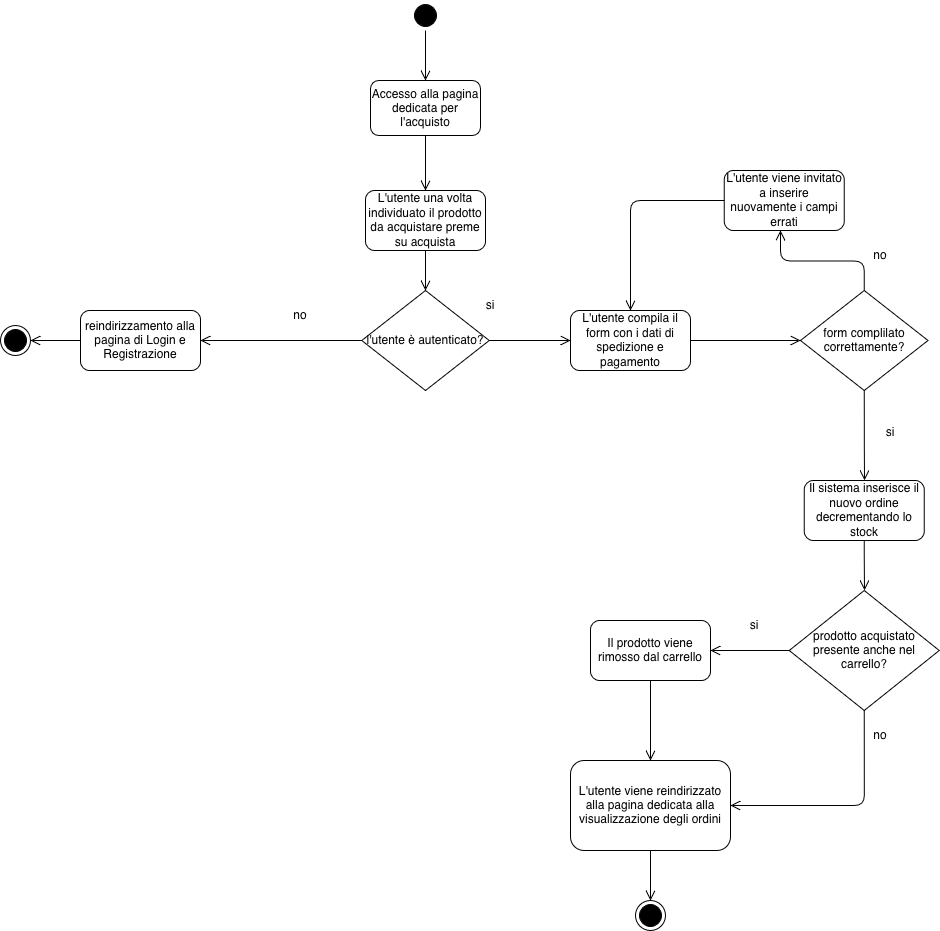 Accesso alla pagina
dedicata per
l'acquisto
L'utente una volta
individuato il prodotto
da acquistare preme
su acquista
L'utente viene invitato
a inserire
nuovamente i campi
errati
no
si
no
reindirizzamento alla
pagina di Login e
Registrazione
l'utente è autenticato?
L'utente compila il
form con i dati di
spedizione e
pagamento
form complilato
correttamente?
si
Il sistema inserisce il
nuovo ordine
decrementando lo
stock
si
Il prodotto viene
rimosso dal carrello
prodotto acquistato
presente anche nel
carrello?
no
L'utente viene reindirizzato
alla pagina dedicata alla
visualizzazione degli ordini